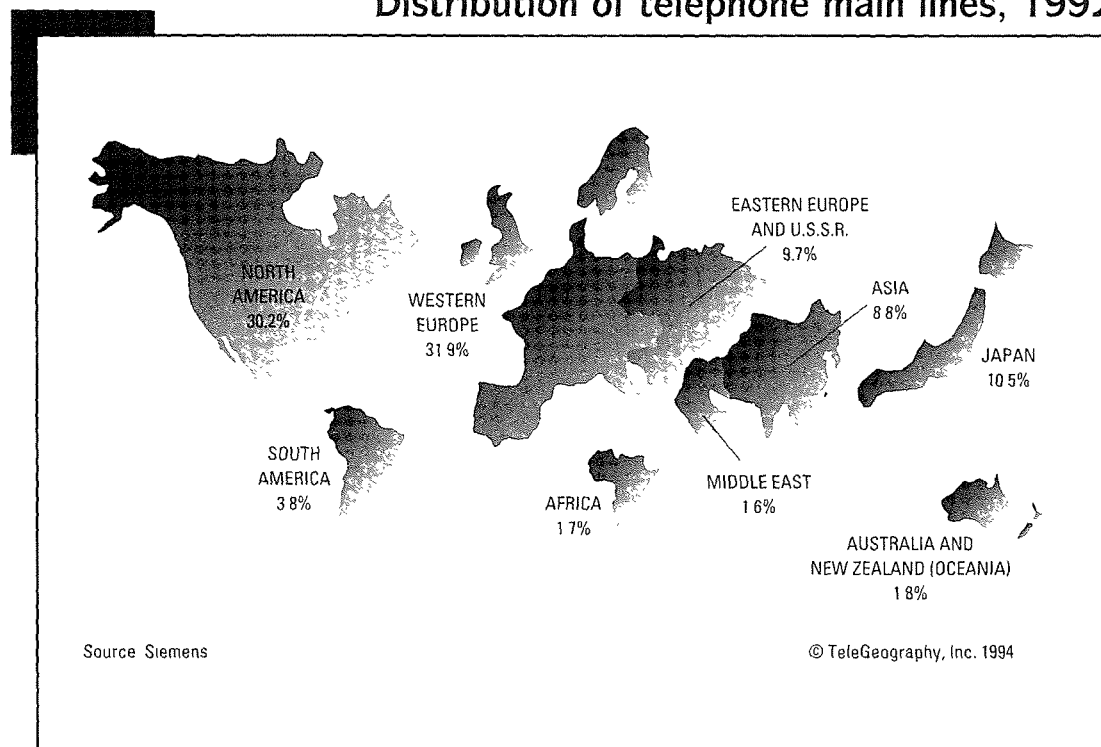 Distribution of telephone main lines, 1992
NORTH
AMERICA
30.2%
WESTERN
EUROPE
31 9%
EASTERN EUROPE
AND U.S.S.R.
9.7%
ASIA
8 8%
JAPAN
10 5%
SOUTH
AMERICA
3 8%
AFRICA
1 7%
MIDDLE EAST
1 6%
AUSTRALIA AND
NEW ZEALAND (OCEANIA)
1 8%
Source Siemens
© TeleGeography, Inc. 1994